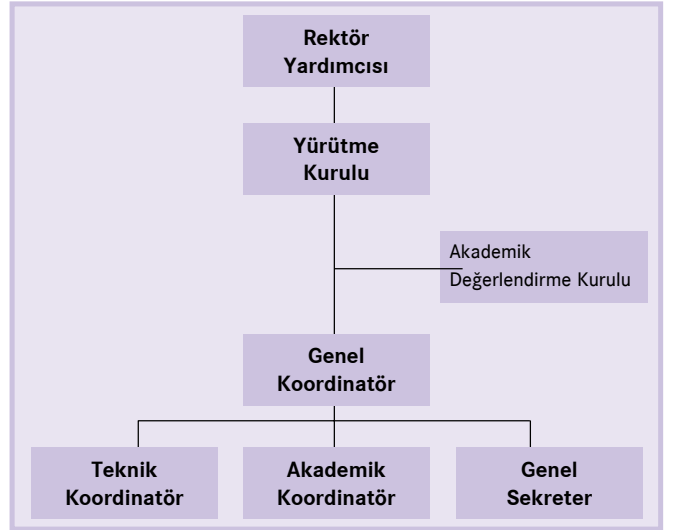 Rektör
Yardımcısı
Yürütme
Kurulu
Akademik
Değerlendirme Kurulu
Genel
Koordinatör
Teknik
Koordinatör
Akademik
Koordinatör
Genel
Sekreter